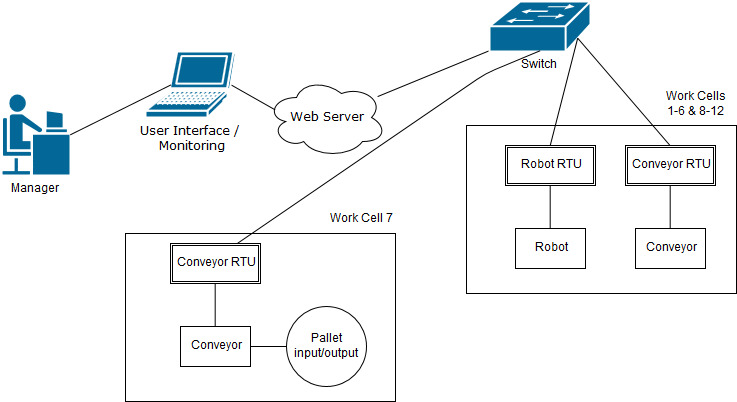 Switch
Work Cells
1-6 & 8-12
Web Server
User Interface /
Monitoring
Manager
Robot RTU
Conveyor RTU
Robot
Conveyor
Work Cell 7
Conveyor RTU
Conveyor
Pallet
input/output